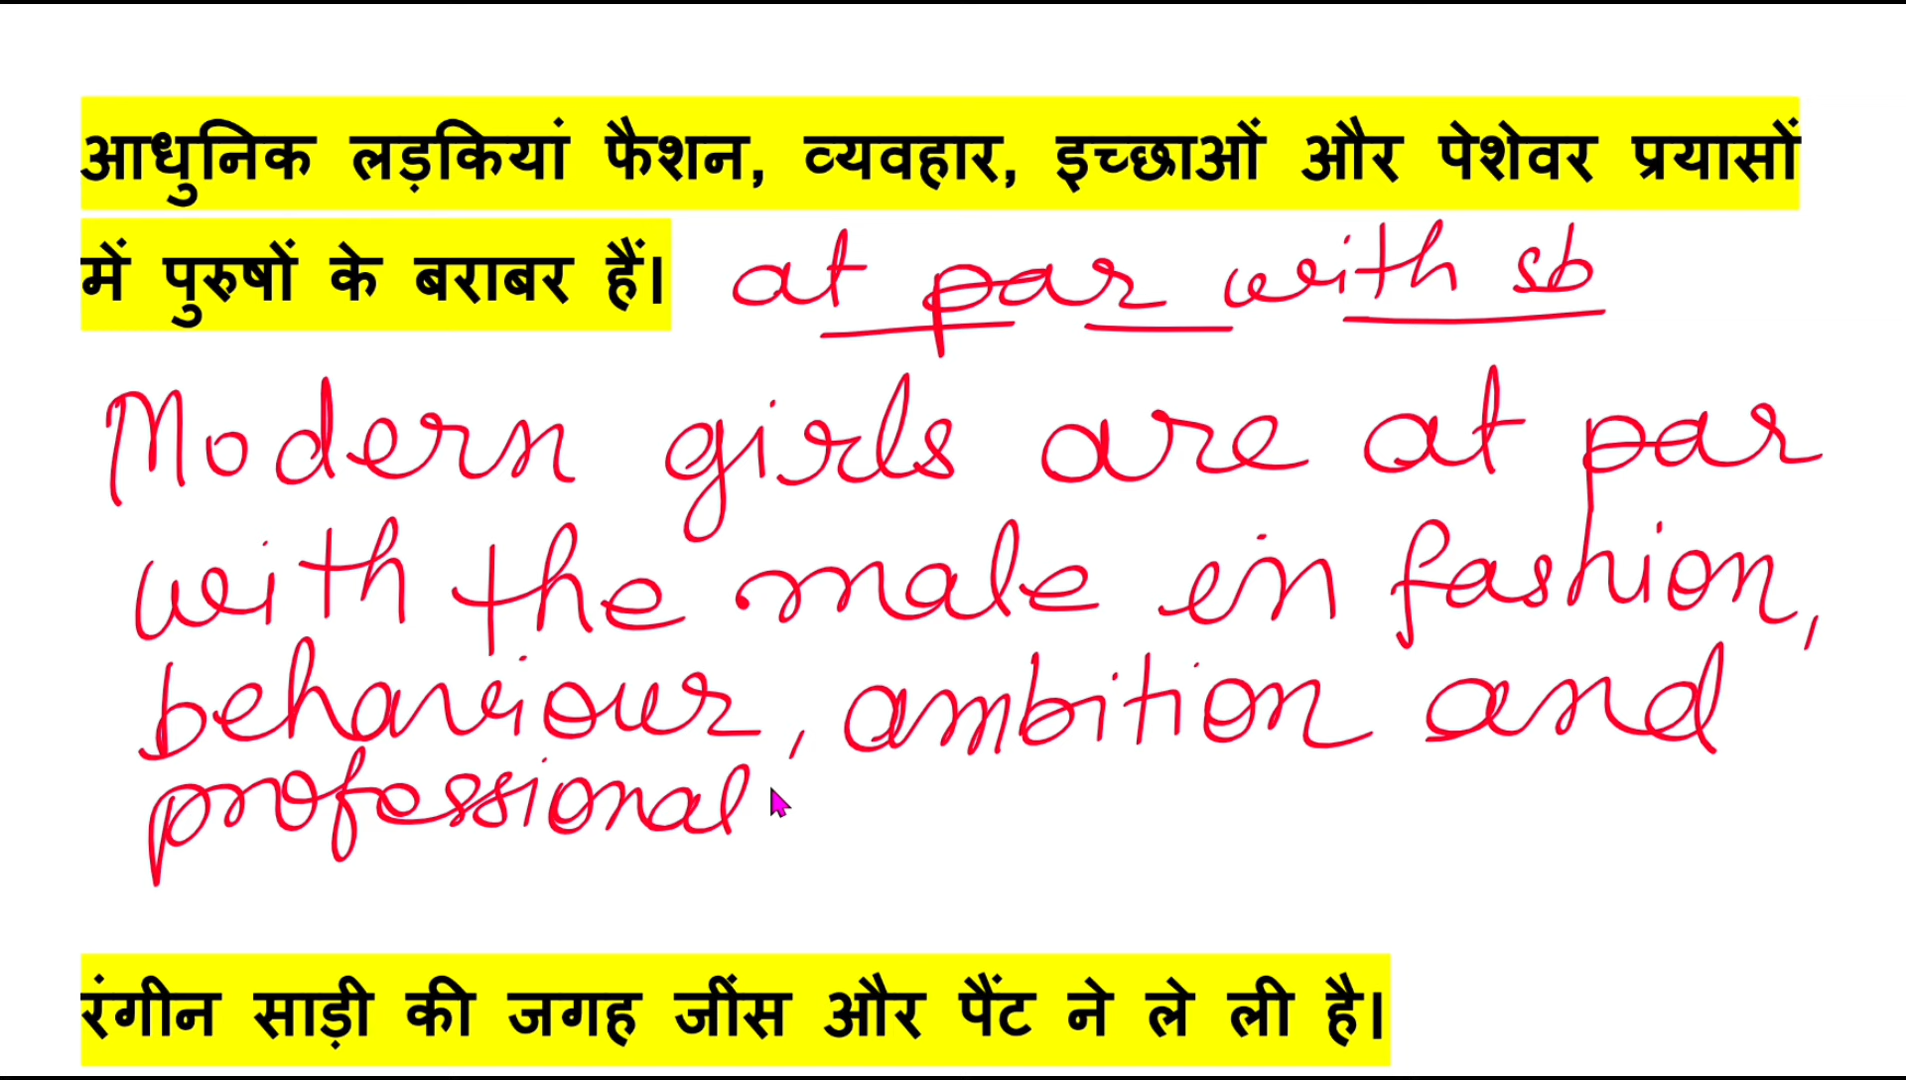 आधुनिक लड़कियां फैशन, व्यवहार, इच्छाओं और पेशेवर प्रयासों
में पुरुषों के बराबर हैं। at par with sb
Modern girls are at par
with the male in fashion,
behaviour, ambition and
professional
रंगीन साड़ी की जगह जींस और पैंट ने ले ली है।